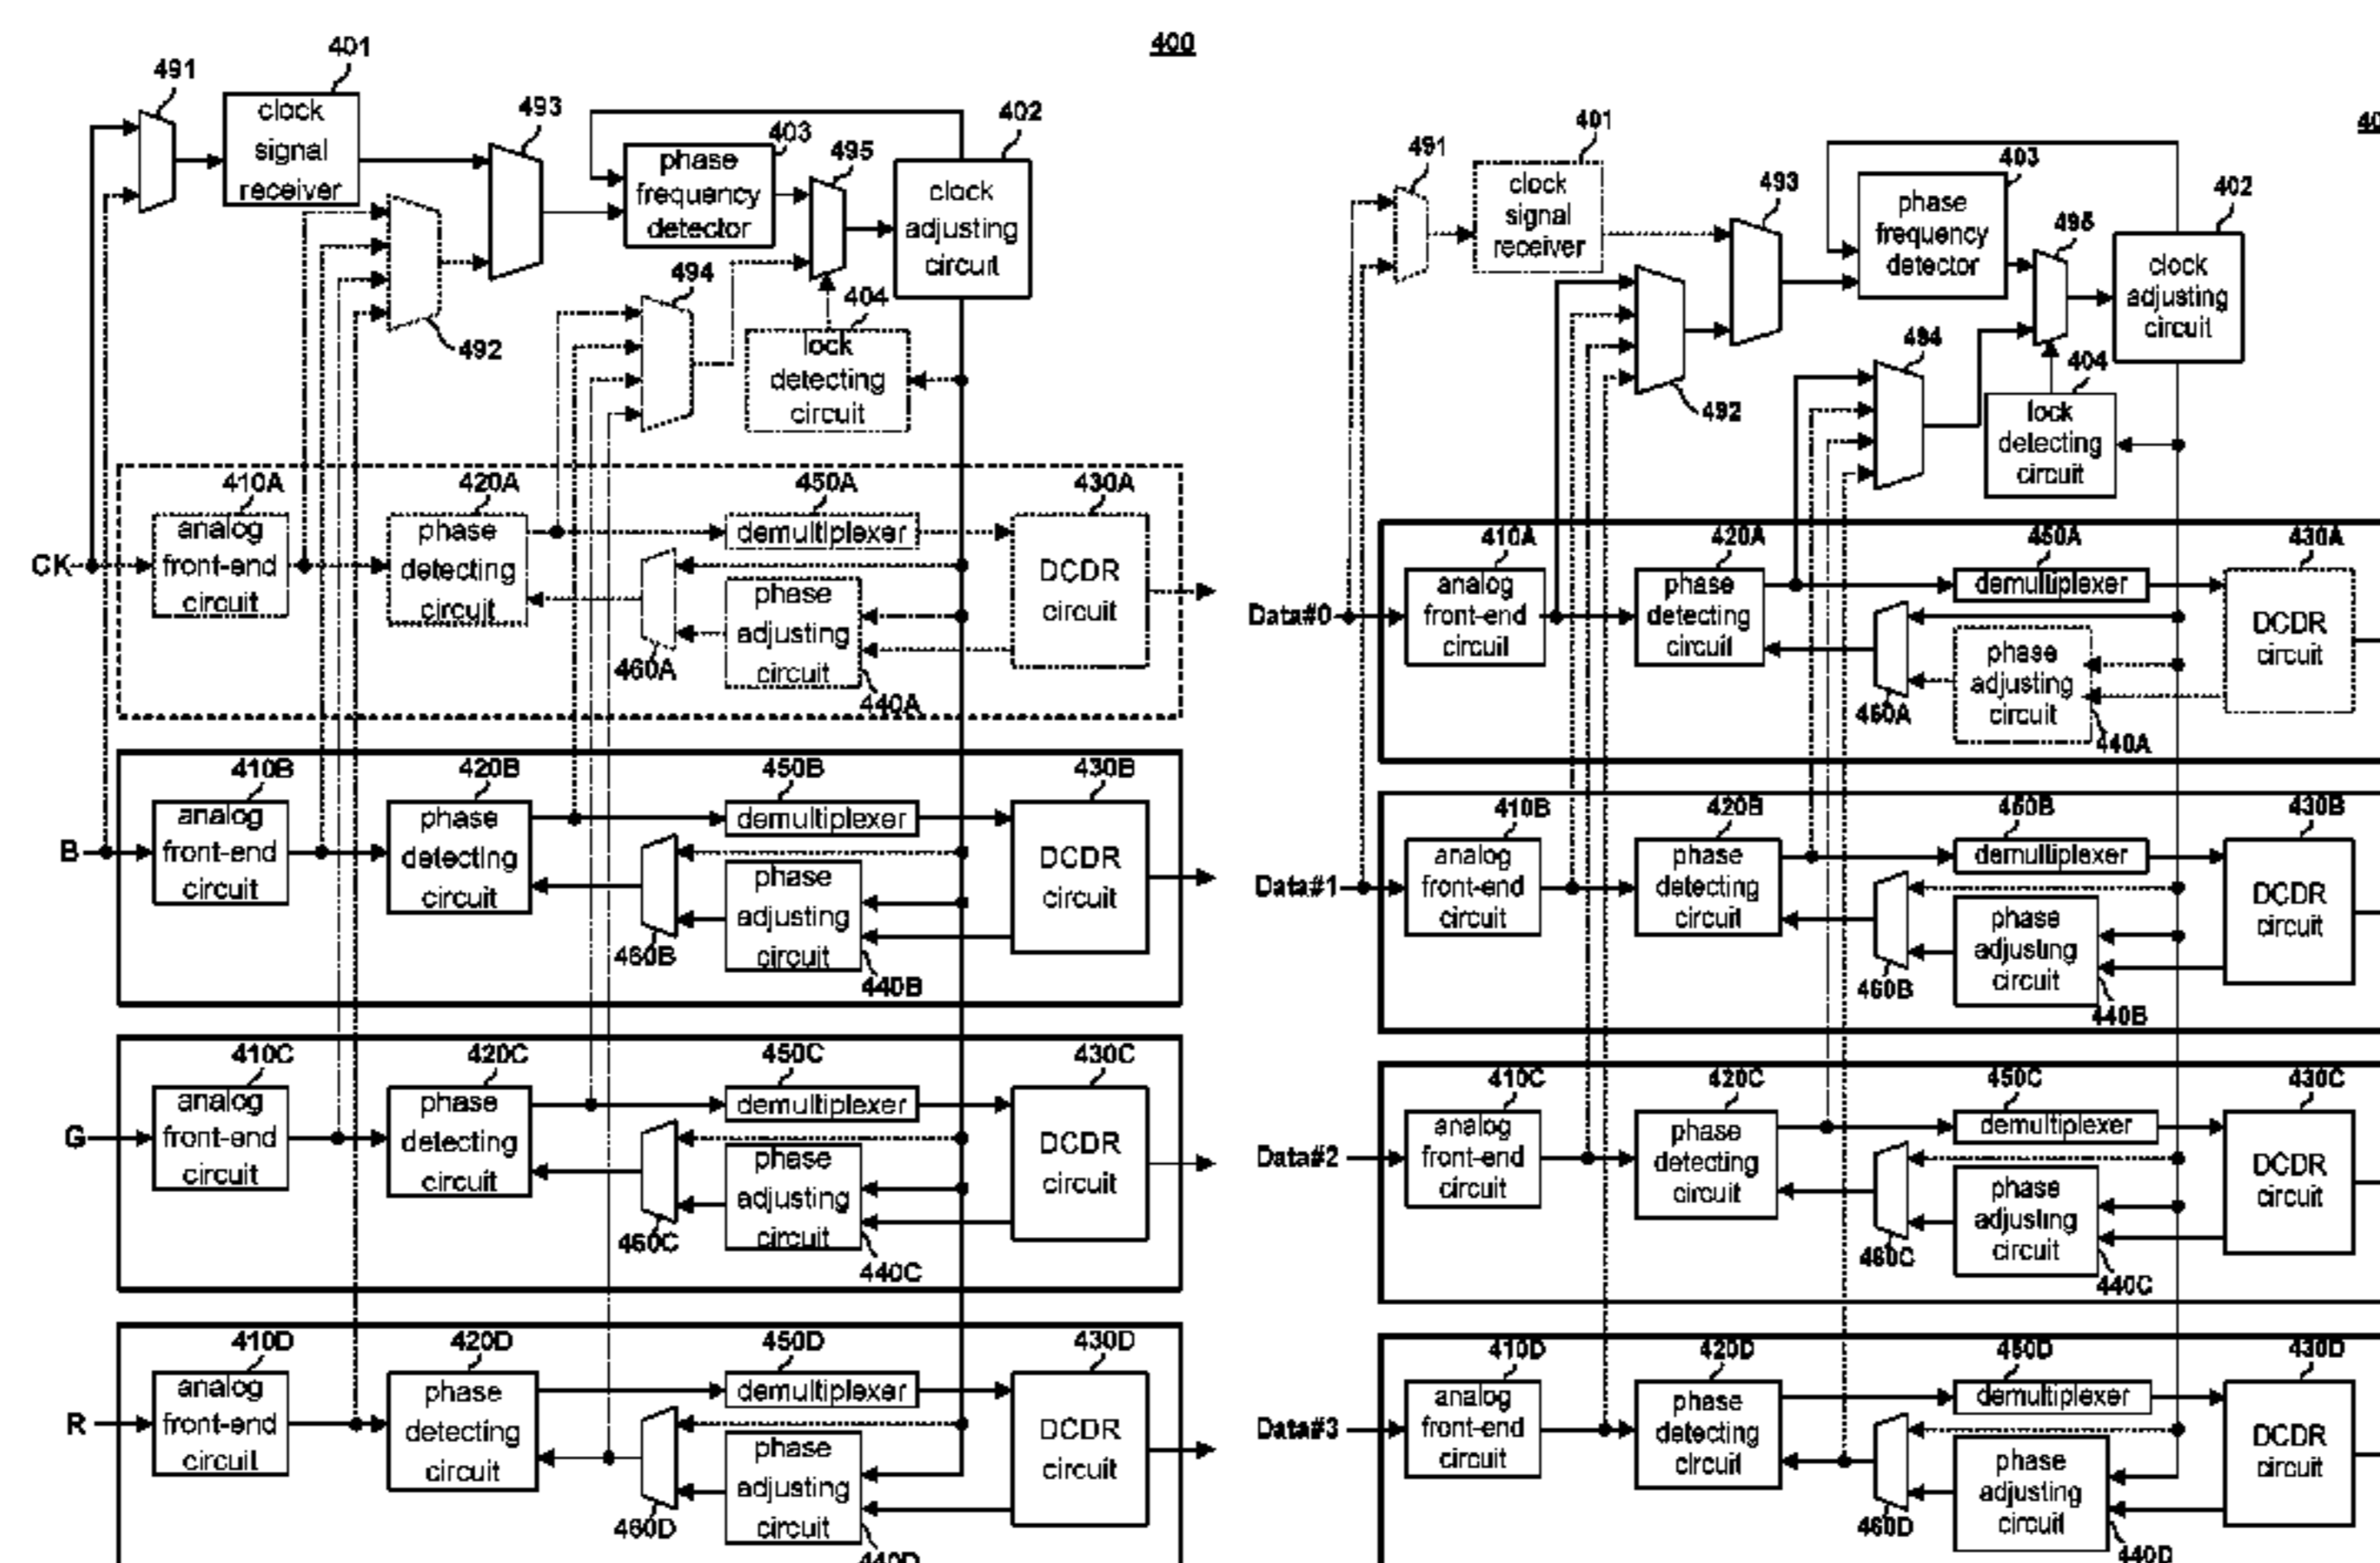 400
401
491
clock
signal
receiver
493
402
403
phase
frequency
detector
495
clock
adjusting
circuit
494
404
492
lock
detecting
circuit
410A
420A
450A
430A
CK
analog
front-end
circuit
phase
detecting
circuit
demultiplexer
DCDR
circuit
phase
adjusting
circuit
460A
440A
410B
420B
450B
430B
B
analog
front-end
circuit
phase
detecting
circuit
demultiplexer
DCDR
circuit
phase
adjusting
circuit
460B
440B
410C
420C
450C
430C
G
analog
front-end
circuit
phase
detecting
circuit
demultiplexer
DCDR
circuit
phase
adjusting
circuit
460C
440C
410D
420D
450D
430D
R
analog
front-end
circuit
phase
detecting
circuit
demultiplexer
DCDR
circuit
phase
adjusting
circuit
460D
440D
401
491
clock
signal
receiver
493
403
402
phase
frequency
detector
495
clock
adjusting
circuit
494
404
492
lock
detecting
circuit
410A
420A
450A
430A
Data#0
analog
front-end
circuit
phase
detecting
circuit
demultiplexer
DCDR
circuit
phase
adjusting
circuit
460A
440A
410B
420B
450B
430B
Data#1
analog
front-end
circuit
phase
detecting
circuit
demultiplexer
DCDR
circuit
phase
adjusting
circuit
460B
440B
410C
420C
450C
430C
Data#2
analog
front-end
circuit
phase
detecting
circuit
demultiplexer
DCDR
circuit
phase
adjusting
circuit
460C
440C
410D
420D
450D
430D
Data#3
analog
front-end
circuit
phase
detecting
circuit
demultiplexer
DCDR
circuit
phase
adjusting
circuit
460D
440D